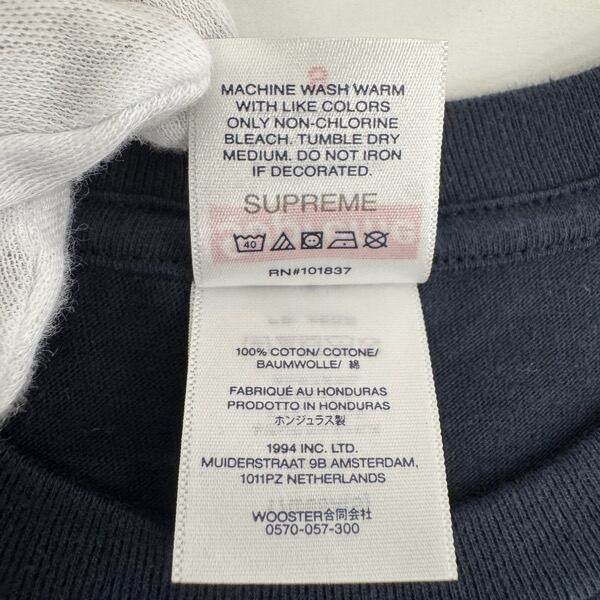 MACHINE WASH WARM
WITH LIKE COLORS
ONLY NON-CHLORINE
BLEACH. TUMBLE DRY
MEDIUM. DO NOT IRON
IF DECORATED.
SUPREME
40
RN#101837
100% COTON/ COTONE/
BAUMWOLLE/ 綿
FABRIQUÉ AU HONDURAS
PRODOTTO IN HONDURAS
ホンジュラス製
1994 INC. LTD.
MUIDERSTRAAT 9B AMSTERDAM,
1011PZ NETHERLANDS
WOOSTER合同会社
0570-057-300